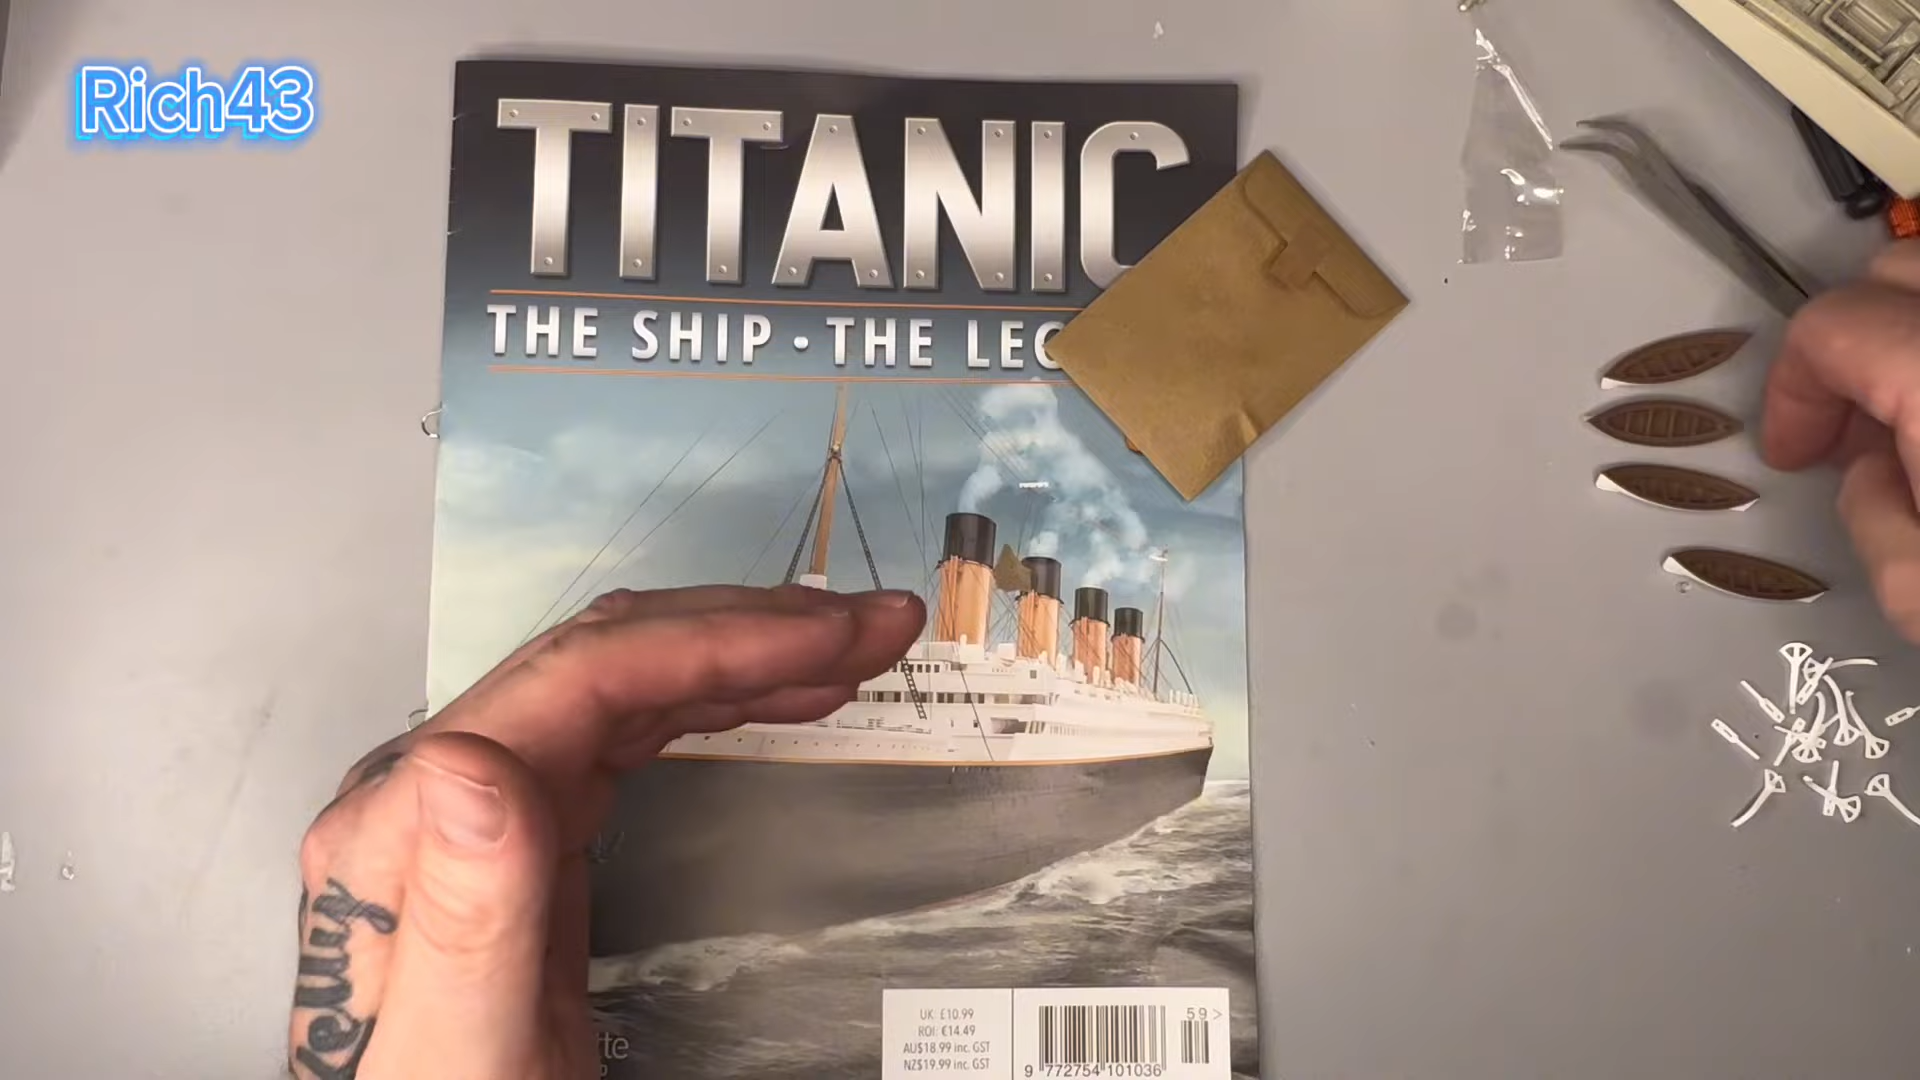 Rich43
TITANIC
THE SHIP • THE LEG
UK: £10.99
ROI: €14.49
AU$18.99 inc. GST
NZ$19.99 inc. GST
59 >
9 772754 101036